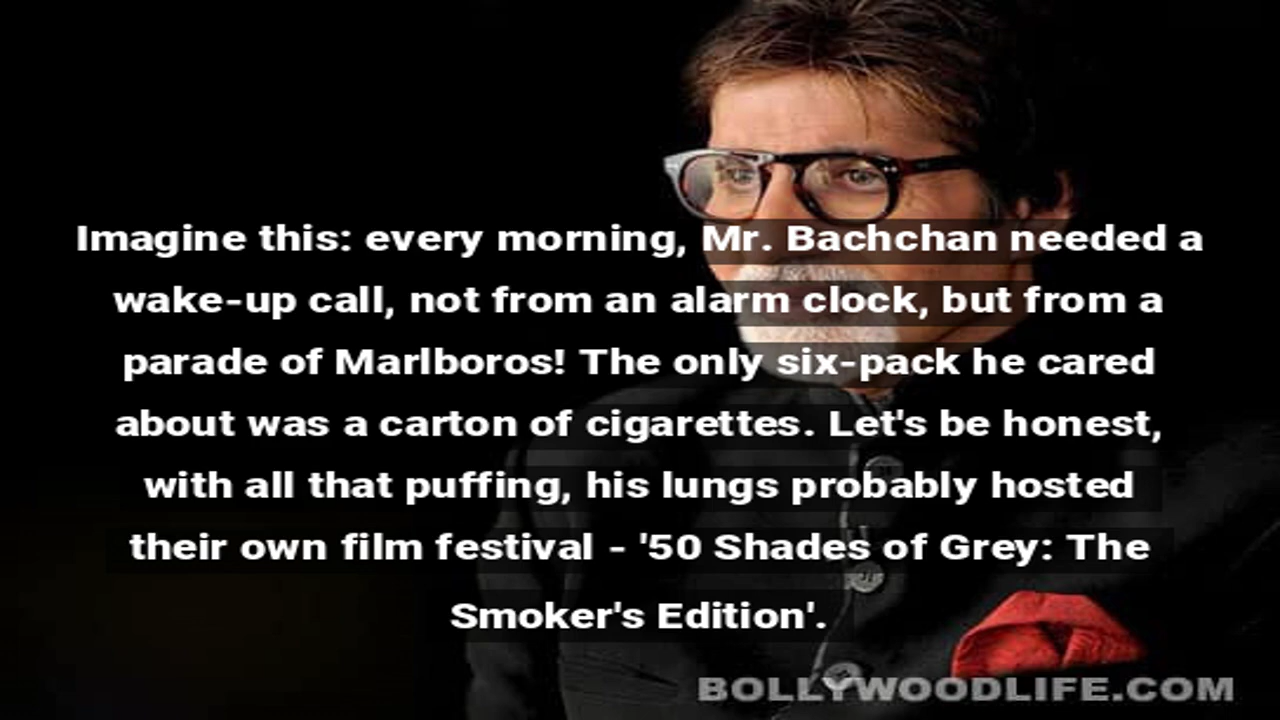 Imagine this: every morning, Mr. Bachchan needed a
wake-up call, not from an alarm clock, but from a
parade of Marlboros! The only six-pack he cared
about was a carton of cigarettes. Let's be honest,
with all that puffing, his lungs probably hosted
their own film festival - '50 Shades of Grey: The
Smoker's Edition'.
BOLLYWOODLIFE.COM